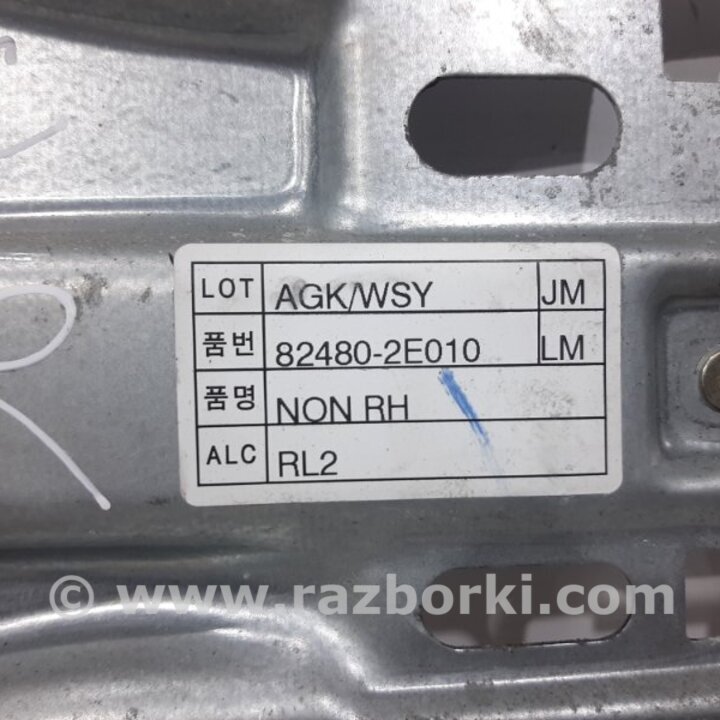 LOT AGK/WSY JM
품번 82480-2E010 LM
품명 NON RH
ALC RL2
R
© www.razborki.com